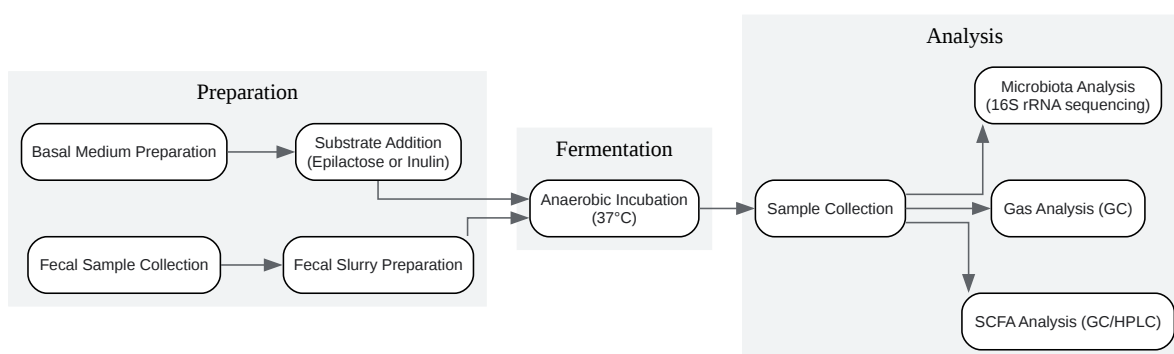 Preparation
Basal Medium Preparation
Substrate Addition
(Epilactose or Inulin)
Fecal Sample Collection
Fecal Slurry Preparation
Fermentation
Anaerobic Incubation
(37°C)
Analysis
Sample Collection
Microbiota Analysis
(16S rRNA sequencing)
Gas Analysis (GC)
SCFA Analysis (GC/HPLC)